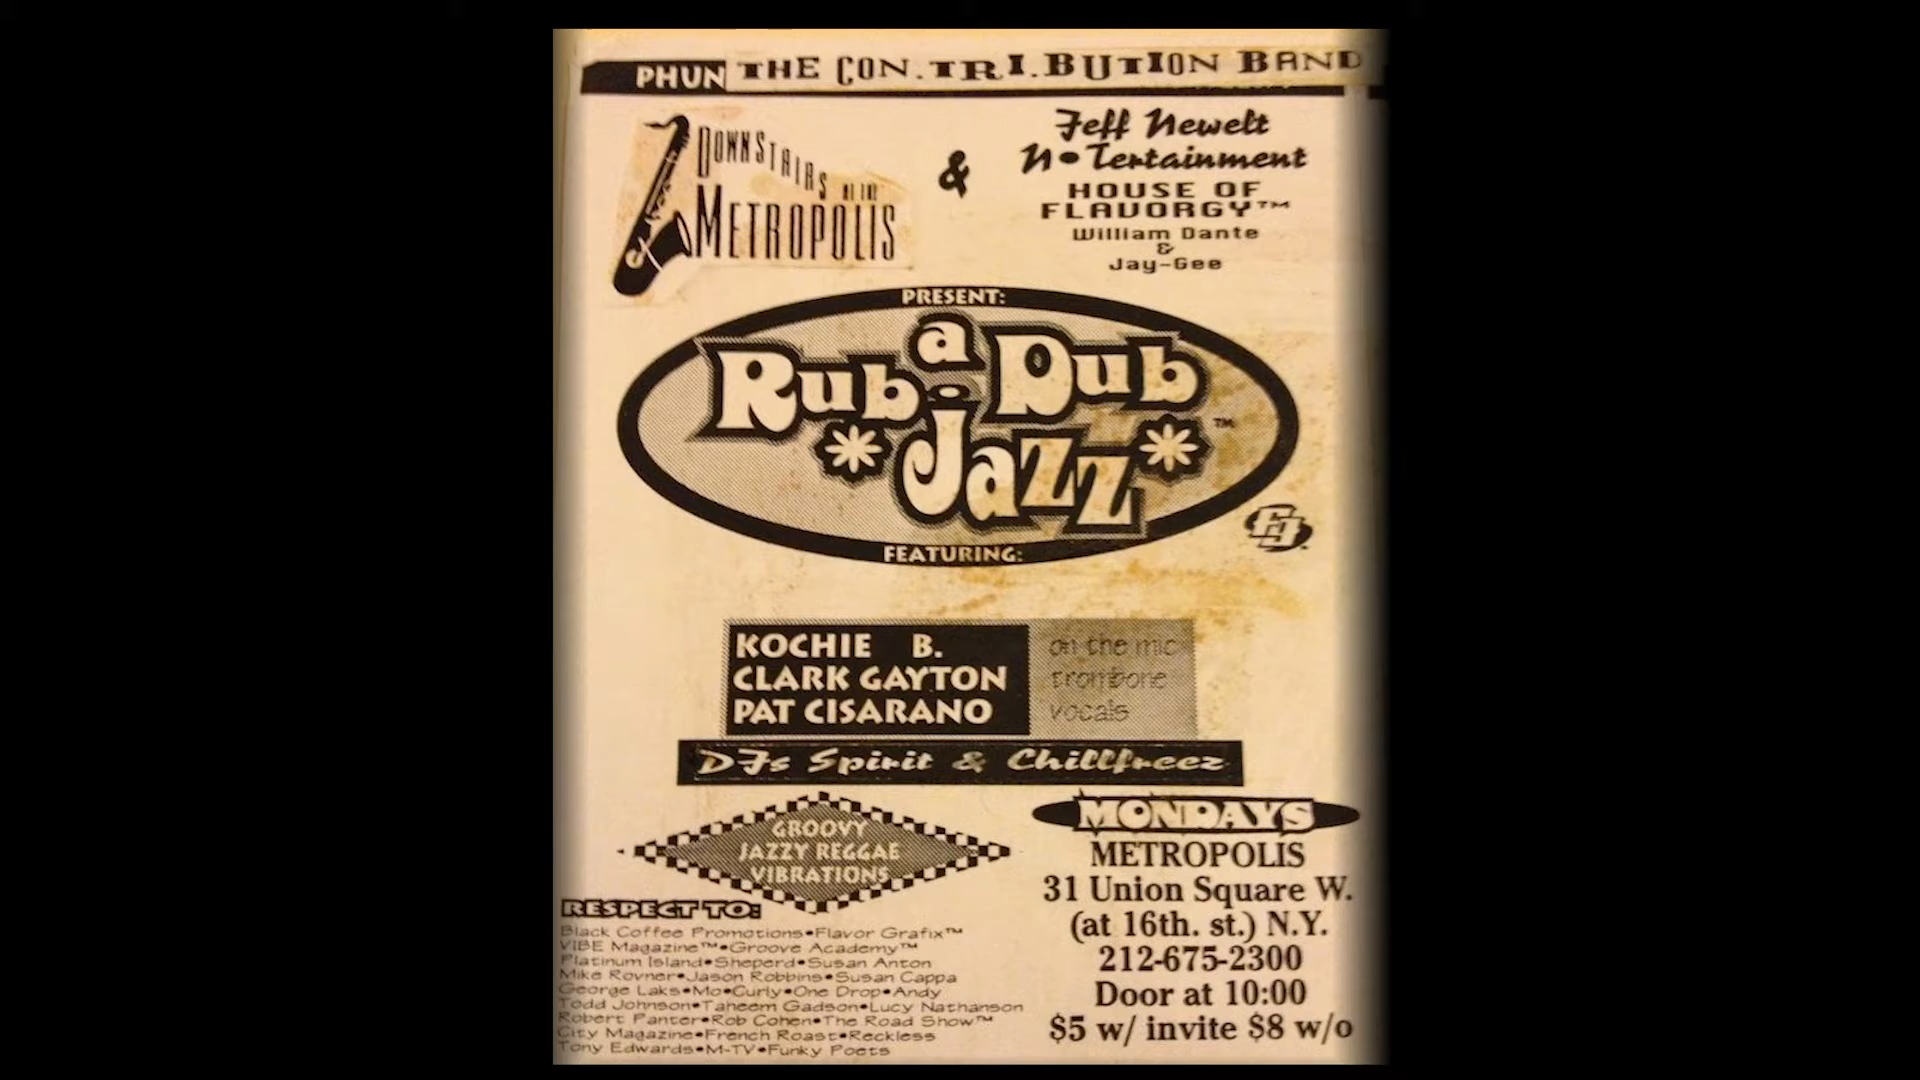 PHUN THE CON.TRI.BUTION BAND
DOWNSTAIRS AT THE
METROPOLIS
&
Jeff Newelt
N•Tertainment
HOUSE OF
FLAVORGY™
William Dante
&
Jay-Gee
PRESENT:
Rub a Dub
Jazz™
FEATURING:
KOCHIE B. on the mic
CLARK GAYTON trombone
PAT CISARANO vocals
DJs Spirit & Chillfreez
GROOVY
JAZZY REGGAE
VIBRATIONS
RESPECT TO:
Black Coffee Promotions•Flavor Grafix™
VIBE Magazine™•Groove Academy™
Platinum Island•Sheperd•Susan Anton
Mike Rovner•Jason Robbins•Susan Cappa
George Laks•Mo•Curly•One Drop•Andy
Todd Johnson•Taheem Gadson•Lucy Nathanson
Robert Panter•Rob Cohen•The Road Show™
City Magazine•French Roast•Reckless
Tony Edwards•M-TV•Funky Poets
MONDAYS
METROPOLIS
31 Union Square W.
(at 16th. st.) N.Y.
212-675-2300
Door at 10:00
$5 w/ invite $8 w/o